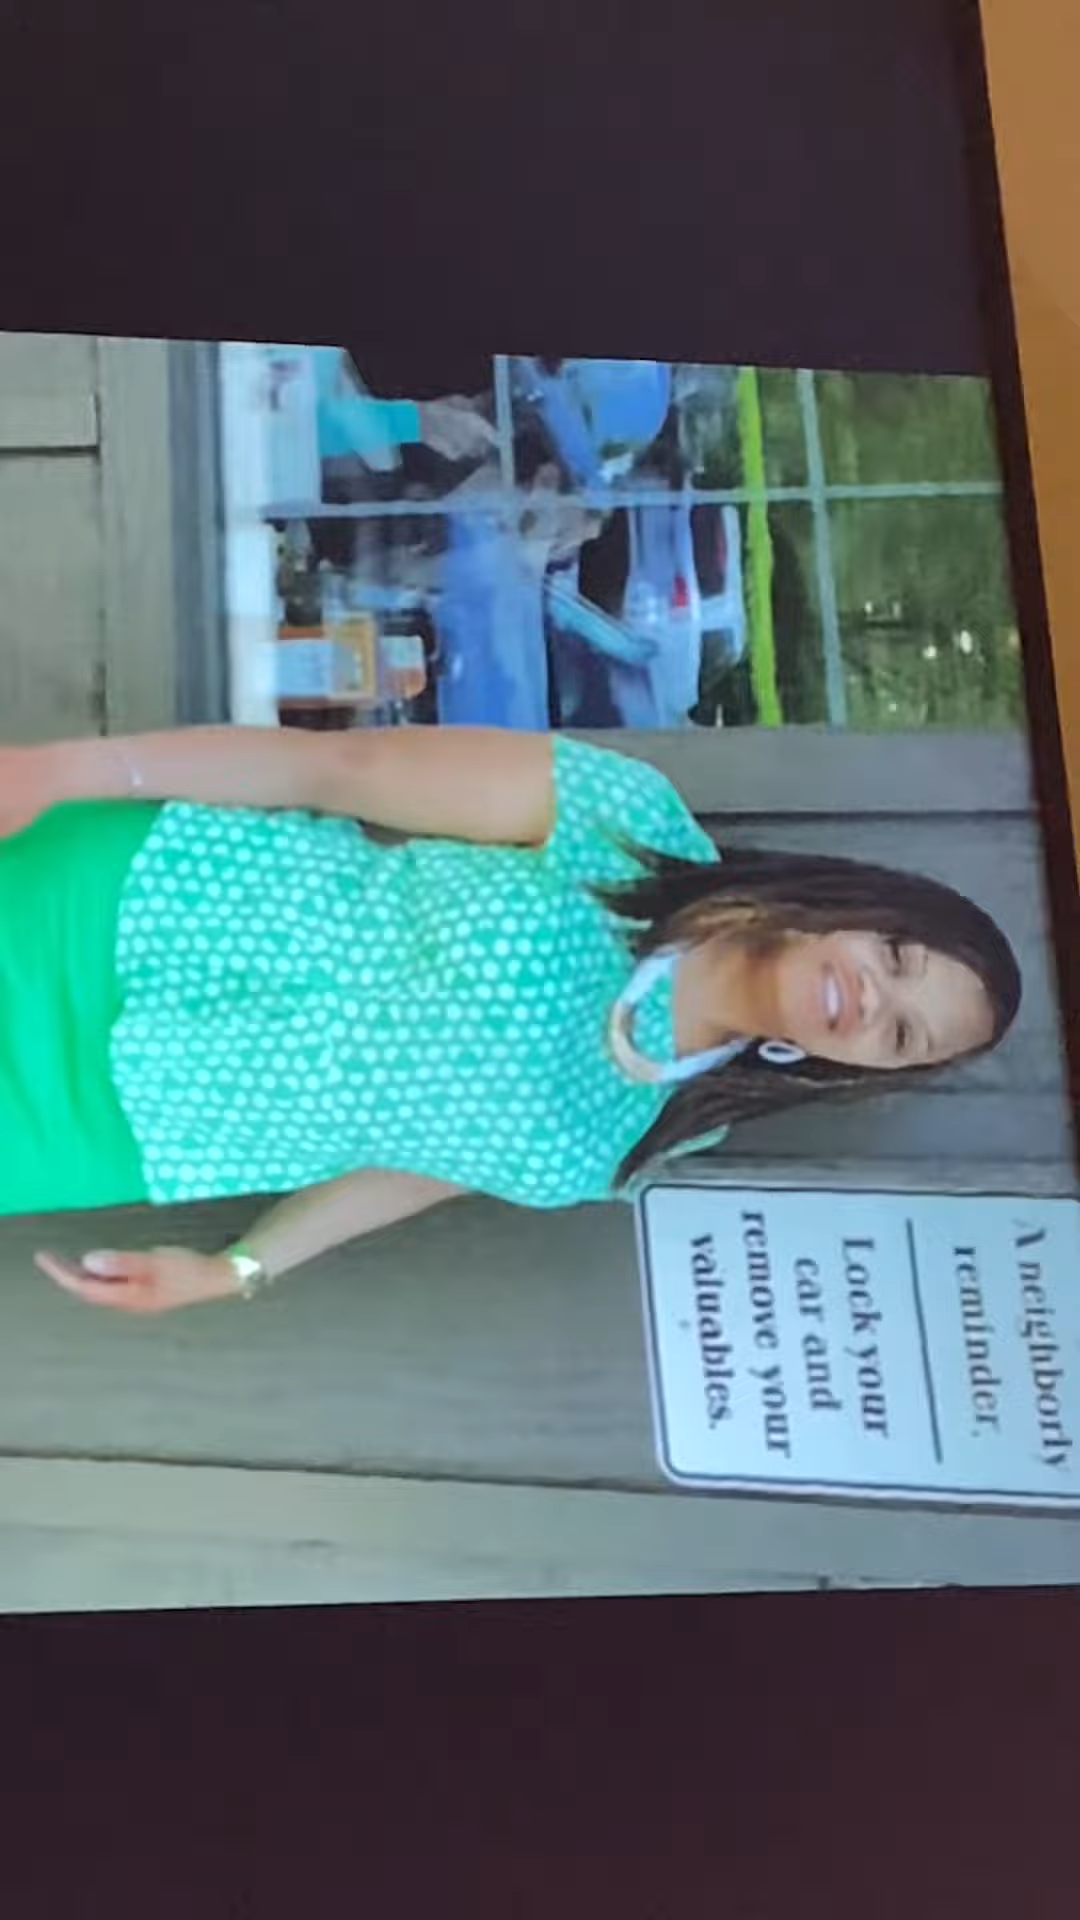 A neighborly
reminder,
Lock your
car and
remove your
valuables.